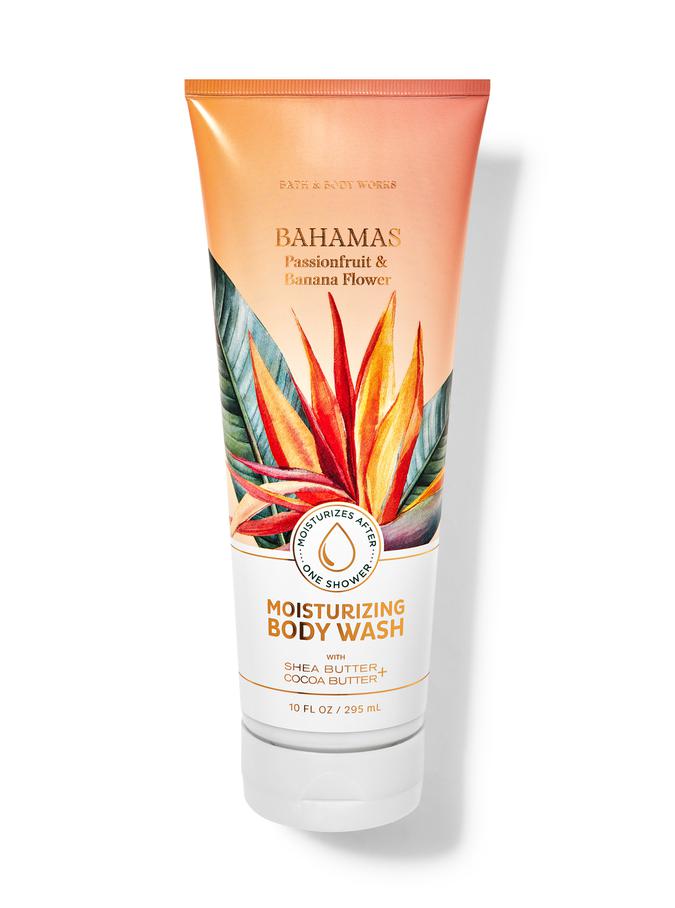 BATH & BODY WORKS
BAHAMAS
Passionfruit &
Banana Flower
MOISTURIZES AFTER
ONE SHOWER
MOISTURIZING
BODY WASH
WITH
SHEA BUTTER
COCOA BUTTER+
10 FL OZ / 295 mL